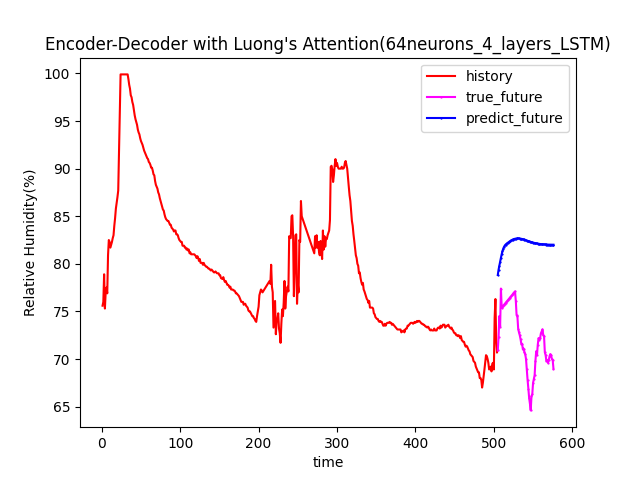 Encoder-Decoder with Luong's Attention(64neurons_4_layers_LSTM)
history
true_future
predict_future
100
95
90
85
80
75
70
65
Relative Humidity(%)
0 100 200 300 400 500 600
time